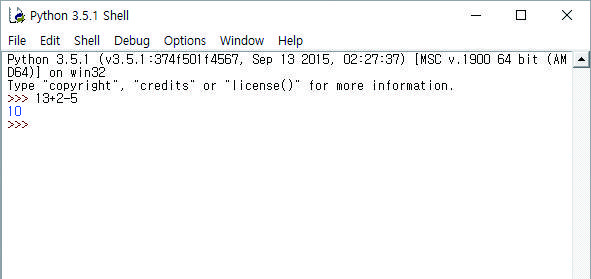 Python 3.5.1 Shell
File Edit Shell Debug Options Window Help
Python 3.5.1 (v3.5.1:374f501f4567, Sep 13 2015, 02:27:37) [MSC v.1900 64 bit (AM
D64)] on win32
Type "copyright", "credits" or "license()" for more information.
>>> 13+2-5
10
>>>